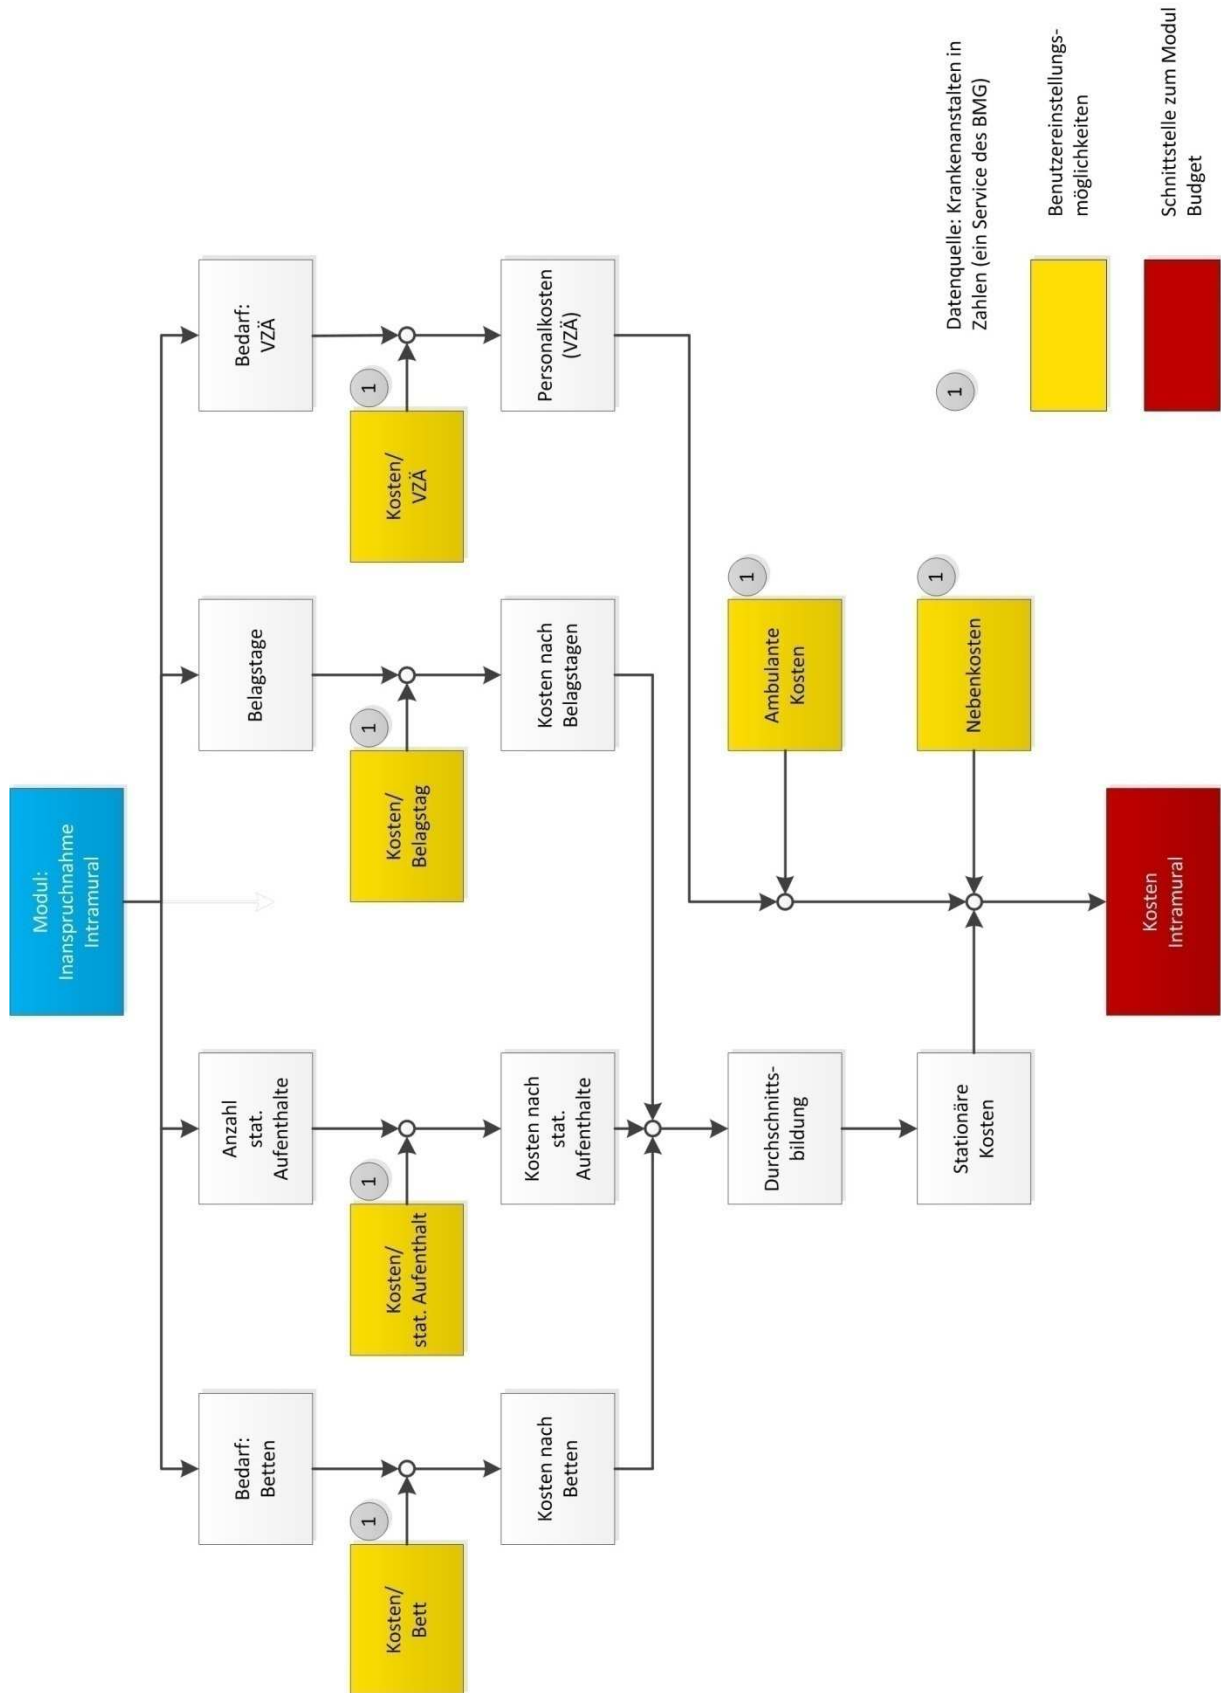 Modul:
Inanspruchnahme
Intramural
Bedarf:
Betten
Anzahl
stat.
Aufenthalte
Belagstage
Bedarf:
VZÄ
Kosten/
Bett
1
Kosten/
stat. Aufenthalt
1
Kosten/
Belagstag
1
Kosten/
VZÄ
1
Kosten nach
Betten
Kosten nach
stat.
Aufenthalte
Kosten nach
Belagstagen
Personalkosten
(VZÄ)
Durchschnitts-
bildung
Ambulante
Kosten
1
Stationäre
Kosten
Nebenkosten
1
Kosten
Intramural
1
Datenquelle: Krankenanstalten in
Zahlen (ein Service des BMG)
Benutzereinstellungs-
möglichkeiten
Schnittstelle zum Modul
Budget